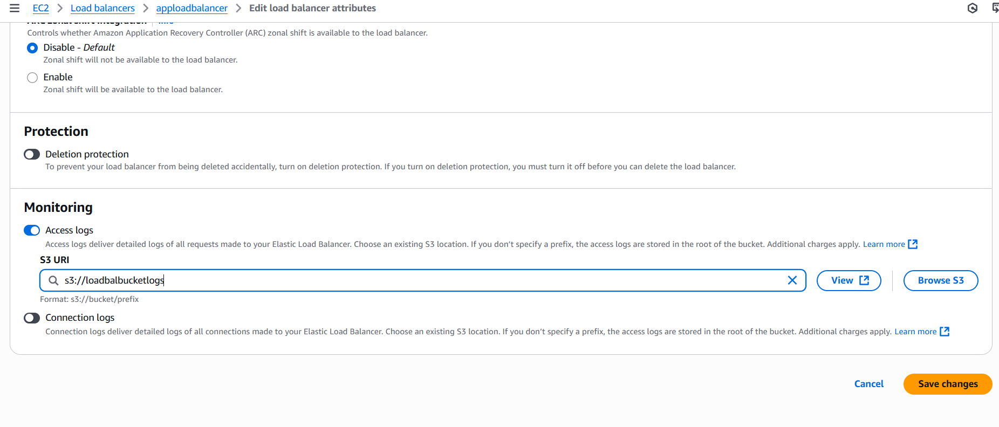 EC2 > Load balancers > apploadbalancer > Edit load balancer attributes
ARC zonal shift integration | Info
Controls whether Amazon Application Recovery Controller (ARC) zonal shift is available to the load balancer.
Disable - Default
Zonal shift will not be available to the load balancer.
Enable
Zonal shift will be available to the load balancer.
Protection
Deletion protection
To prevent your load balancer from being deleted accidentally, turn on deletion protection. If you turn on deletion protection, you must turn it off before you can delete the load balancer.
Monitoring
Access logs
Access logs deliver detailed logs of all requests made to your Elastic Load Balancer. Choose an existing S3 location. If you don't specify a prefix, the access logs are stored in the root of the bucket. Additional charges apply. Learn more
S3 URI
s3://loadbalbucketlogs View Browse S3
Format: s3://bucket/prefix
Connection logs
Connection logs deliver detailed logs of all connections made to your Elastic Load Balancer. Choose an existing S3 location. If you don't specify a prefix, the access logs are stored in the root of the bucket. Additional charges apply. Learn more
Cancel Save changes